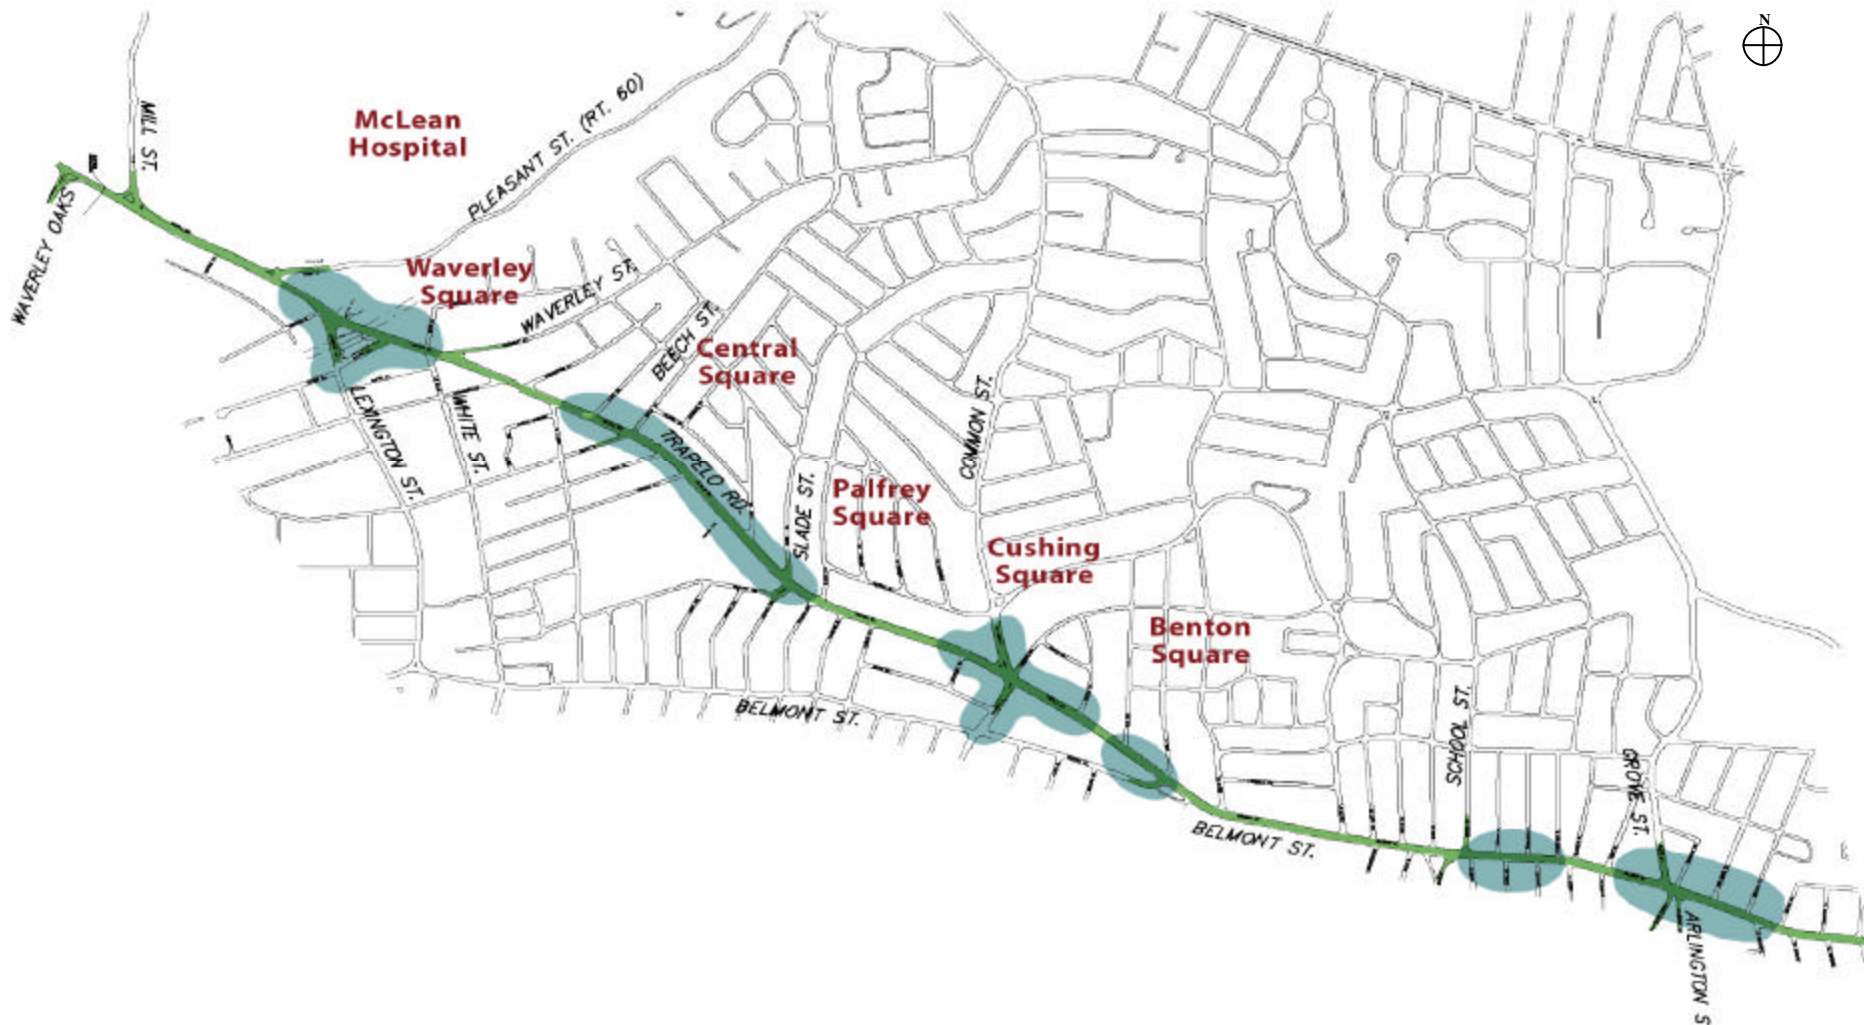 N
MILL ST.
McLean
Hospital
PLEASANT ST. (RT. 60)
WAVERLEY OAKS
Waverley
Square
WAVERLEY ST.
BEECH ST.
Central
Square
LEXINGTON ST.
WHITE ST.
TRAPELO RD.
COMMON ST.
SLADE ST.
Palfrey
Square
Cushing
Square
Benton
Square
BELMONT ST.
SCHOOL ST.
GROVE ST.
BELMONT ST.
ARLINGTON S